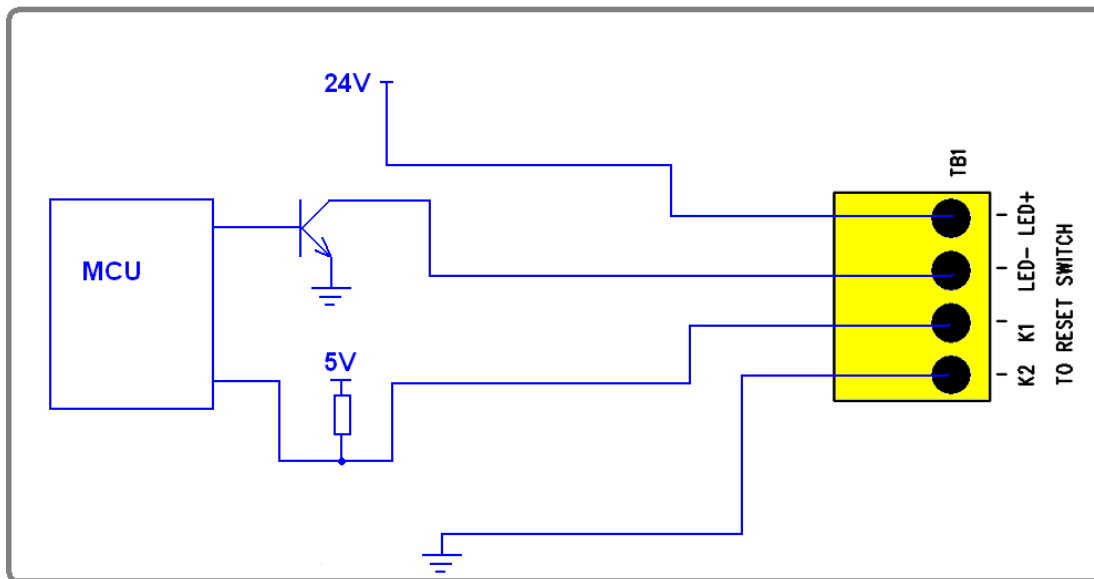 24V
TB1
MCU
- LED+
- LED-
- K1
- K2
TO RESET SWITCH
5V